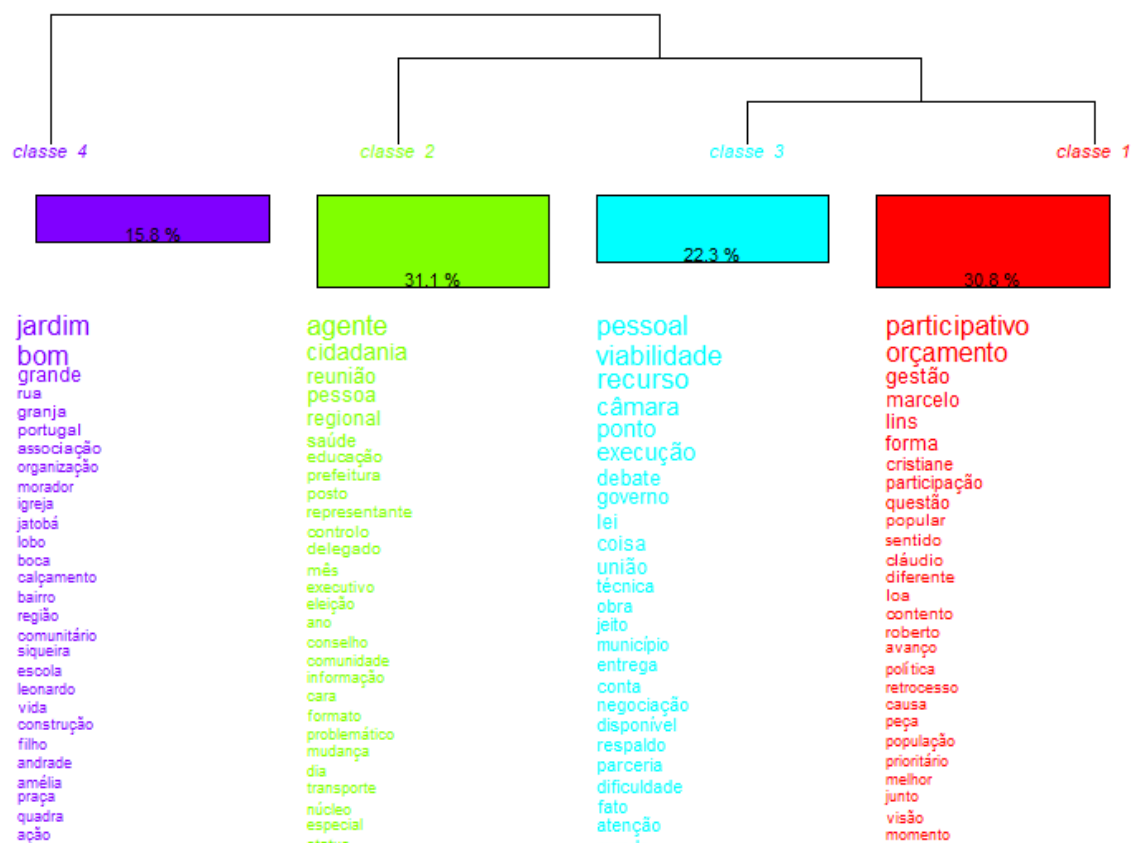 classe 4
classe 2
classe 3
classe 1
15.8 %
31.1 %
22.3 %
30.8 %
jardim
bom
grande
rua
granja
portugal
associação
organização
morador
igreja
jatobá
lobo
boca
calçamento
bairro
região
comunitário
siqueira
escola
leonardo
vida
construção
filho
andrade
amélia
praça
quadra
ação
agente
cidadania
reunião
pessoa
regional
saúde
educação
prefeitura
posto
representante
controlo
delegado
mês
executivo
eleição
ano
conselho
comunidade
informação
cara
formato
problemático
mudança
dia
transporte
núcleo
especial
pessoal
viabilidade
recurso
câmara
ponto
execução
debate
governo
lei
coisa
união
técnica
obra
jeito
município
entrega
conta
negociação
disponível
respaldo
parceria
dificuldade
fato
atenção
participativo
orçamento
gestão
marcelo
lins
forma
cristiane
participação
questão
popular
sentido
cláudio
diferente
loa
contento
roberto
avanço
política
retrocesso
causa
peça
população
prioritário
melhor
junto
visão
momento